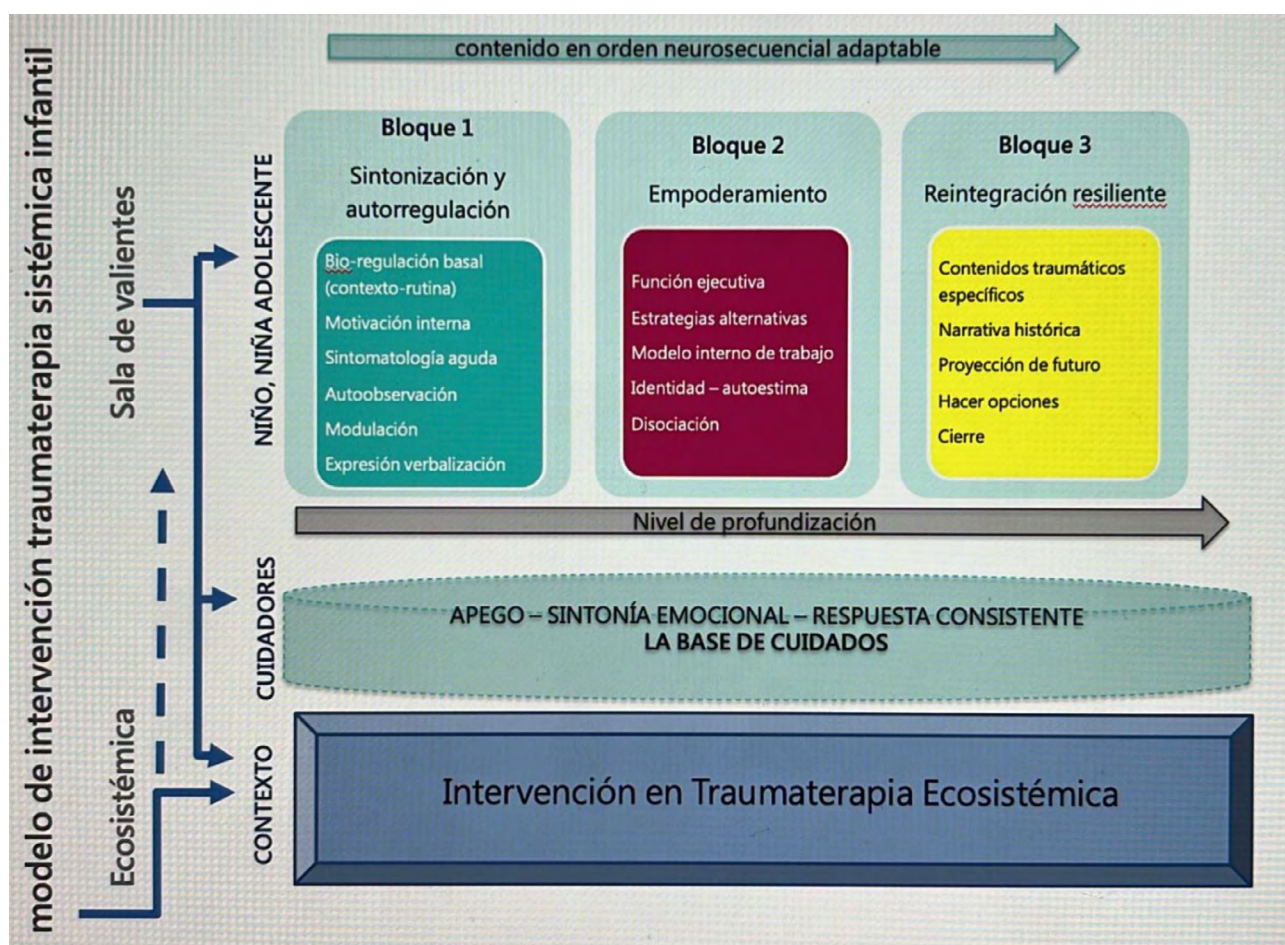 modelo de intervención traumaterapia sistémica infantil
Sala de valientes
Ecosistémica
contenido en orden neurosecuencial adaptable
NIÑO, NIÑA ADOLESCENTE
Bloque 1
Sintonización y
autorregulación
Bio-regulación basal
(contexto-rutina)
Motivación interna
Sintomatología aguda
Autoobservación
Modulación
Expresión verbalización
Bloque 2
Empoderamiento
Función ejecutiva
Estrategias alternativas
Modelo interno de trabajo
Identidad – autoestima
Disociación
Bloque 3
Reintegración resiliente
Contenidos traumáticos
específicos
Narrativa histórica
Proyección de futuro
Hacer opciones
Cierre
Nivel de profundización
CUIDADORES
APEGO – SINTONÍA EMOCIONAL – RESPUESTA CONSISTENTE
LA BASE DE CUIDADOS
CONTEXTO
Intervención en Traumaterapia Ecosistémica